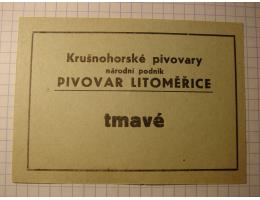 Krušnohorské pivovary
národní podnik
PIVOVAR LITOMĚŘICE
tmavé